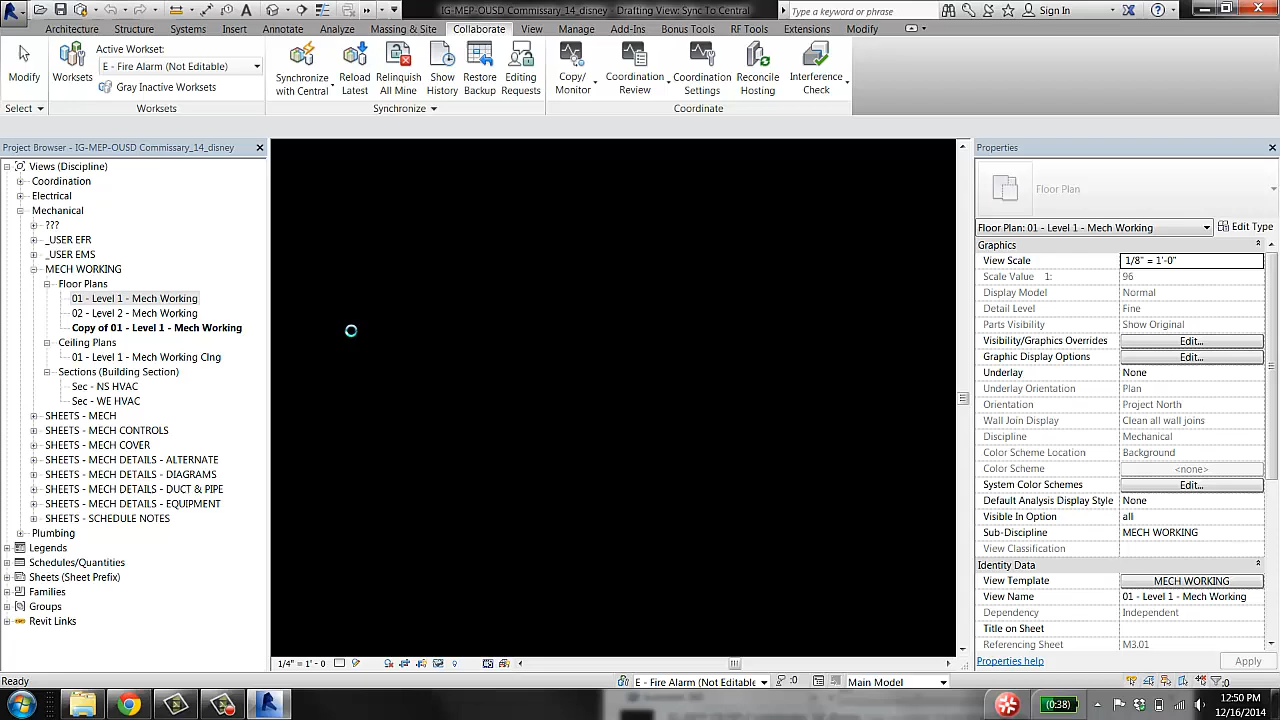 IG-MEP-OUSD Commissary_14_disney - Drafting View: Sync To Central
Type a keyword or phrase
Sign In
Architecture Structure Systems Insert Annotate Analyze Massing & Site Collaborate View Manage Add-Ins Bonus Tools RF Tools Extensions Modify
Modify
Select
Worksets
Active Workset:
E - Fire Alarm (Not Editable)
Gray Inactive Worksets
Worksets
Synchronize with Central
Reload Latest
Relinquish All Mine
Show History
Restore Backup
Editing Requests
Synchronize
Copy/ Monitor
Coordination Review
Coordination Settings
Reconcile Hosting
Interference Check
Coordinate
Project Browser - IG-MEP-OUSD Commissary_14_disney
Views (Discipline)
Coordination
Electrical
Mechanical
???
_USER EFR
_USER EMS
MECH WORKING
Floor Plans
01 - Level 1 - Mech Working
02 - Level 2 - Mech Working
Copy of 01 - Level 1 - Mech Working
Ceiling Plans
01 - Level 1 - Mech Working Clng
Sections (Building Section)
Sec - NS HVAC
Sec - WE HVAC
SHEETS - MECH
SHEETS - MECH CONTROLS
SHEETS - MECH COVER
SHEETS - MECH DETAILS - ALTERNATE
SHEETS - MECH DETAILS - DIAGRAMS
SHEETS - MECH DETAILS - DUCT & PIPE
SHEETS - MECH DETAILS - EQUIPMENT
SHEETS - SCHEDULE NOTES
Plumbing
Legends
Schedules/Quantities
Sheets (Sheet Prefix)
Families
Groups
Revit Links
Properties
Floor Plan
Floor Plan: 01 - Level 1 - Mech Working
Edit Type
Graphics
View Scale 1/8" = 1'-0"
Scale Value 1: 96
Display Model Normal
Detail Level Fine
Parts Visibility Show Original
Visibility/Graphics Overrides Edit...
Graphic Display Options Edit...
Underlay None
Underlay Orientation Plan
Orientation Project North
Wall Join Display Clean all wall joins
Discipline Mechanical
Color Scheme Location Background
Color Scheme <none>
System Color Schemes Edit...
Default Analysis Display Style None
Visible In Option all
Sub-Discipline MECH WORKING
View Classification
Identity Data
View Template MECH WORKING
View Name 01 - Level 1 - Mech Working
Dependency Independent
Title on Sheet
Referencing Sheet M3.01
Properties help
Apply
1/4" = 1' - 0
Ready
E - Fire Alarm (Not Editable
:0
Main Model
:0
(0:38)
12:50 PM
12/16/2014